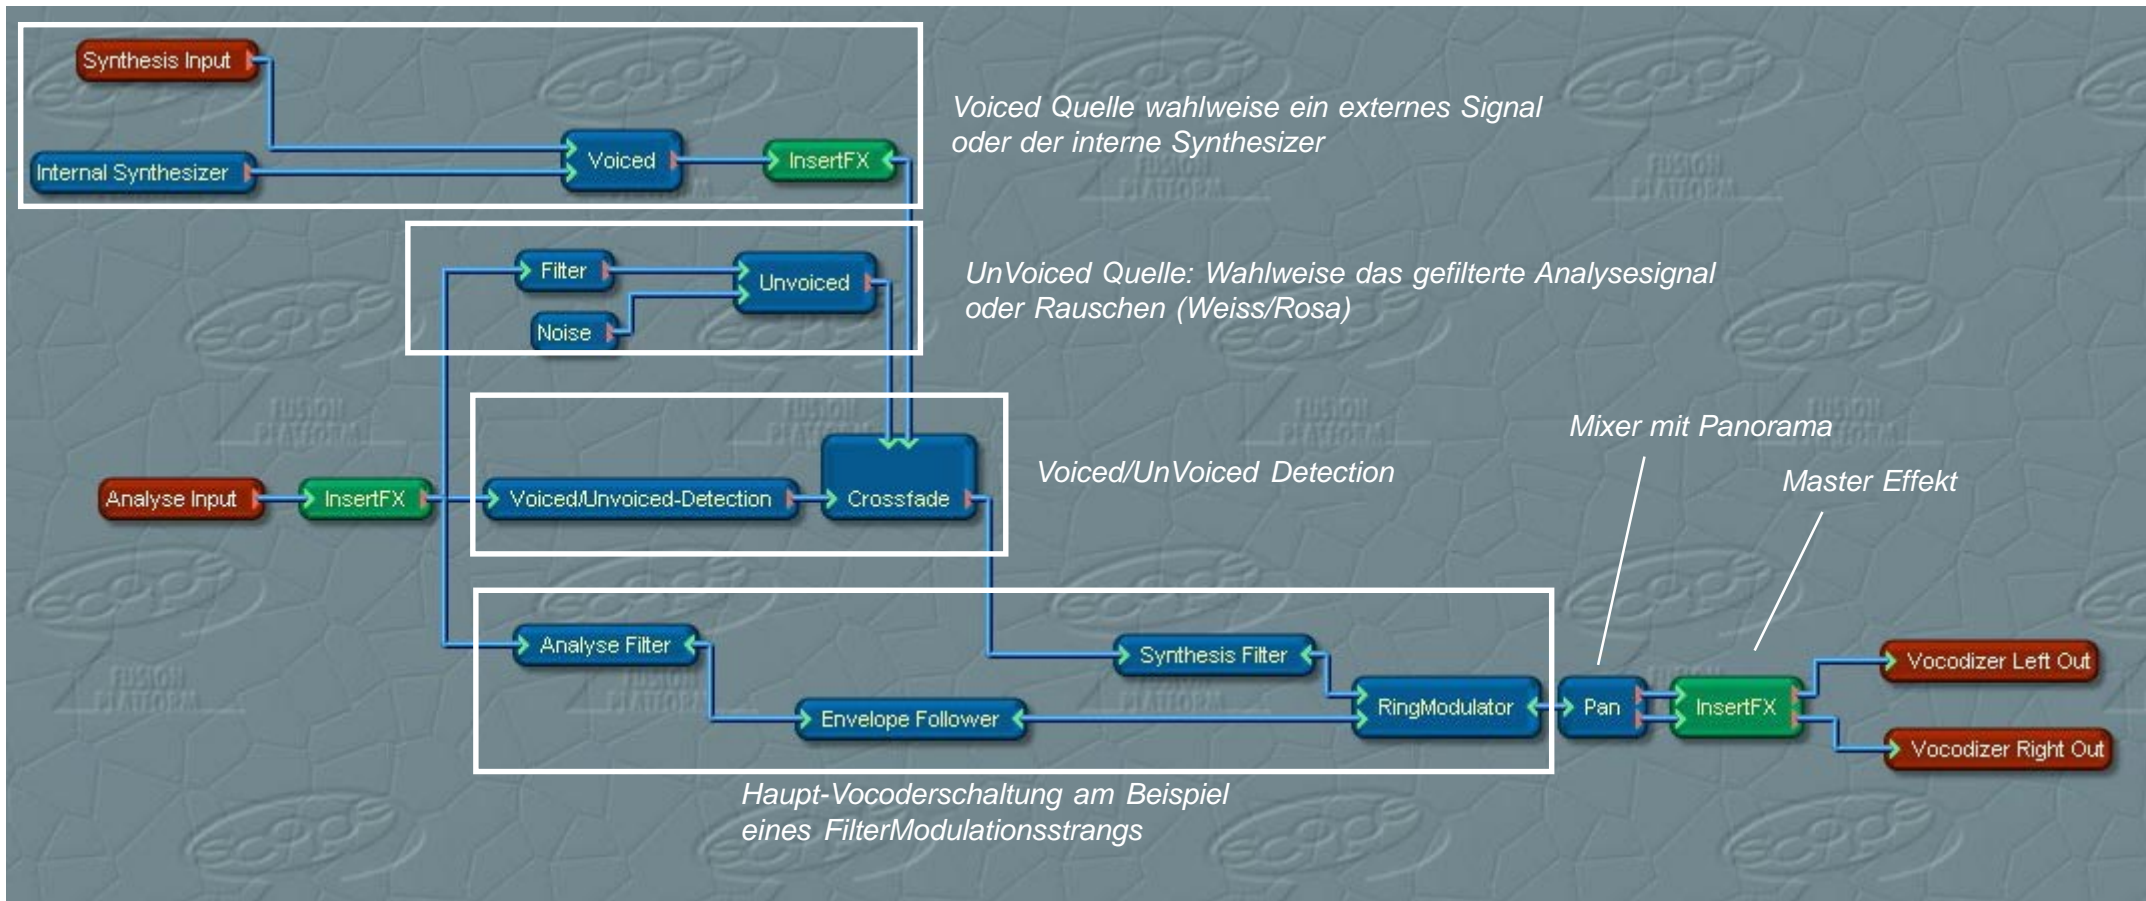 Synthesis Input
Internal Synthesizer
Voiced
InsertFX
Voiced Quelle wahlweise ein externes Signal
oder der interne Synthesizer
Filter
Noise
Unvoiced
UnVoiced Quelle: Wahlweise das gefilterte Analysesignal
oder Rauschen (Weiss/Rosa)
Analyse Input
InsertFX
Voiced/Unvoiced-Detection
Crossfade
Voiced/UnVoiced Detection
Mixer mit Panorama
Master Effekt
Analyse Filter
Envelope Follower
Synthesis Filter
RingModulator
Pan
InsertFX
Vocodizer Left Out
Vocodizer Right Out
Haupt-Vocoderschaltung am Beispiel
eines FilterModulationsstrangs
scope
FUSION
PLATFORM